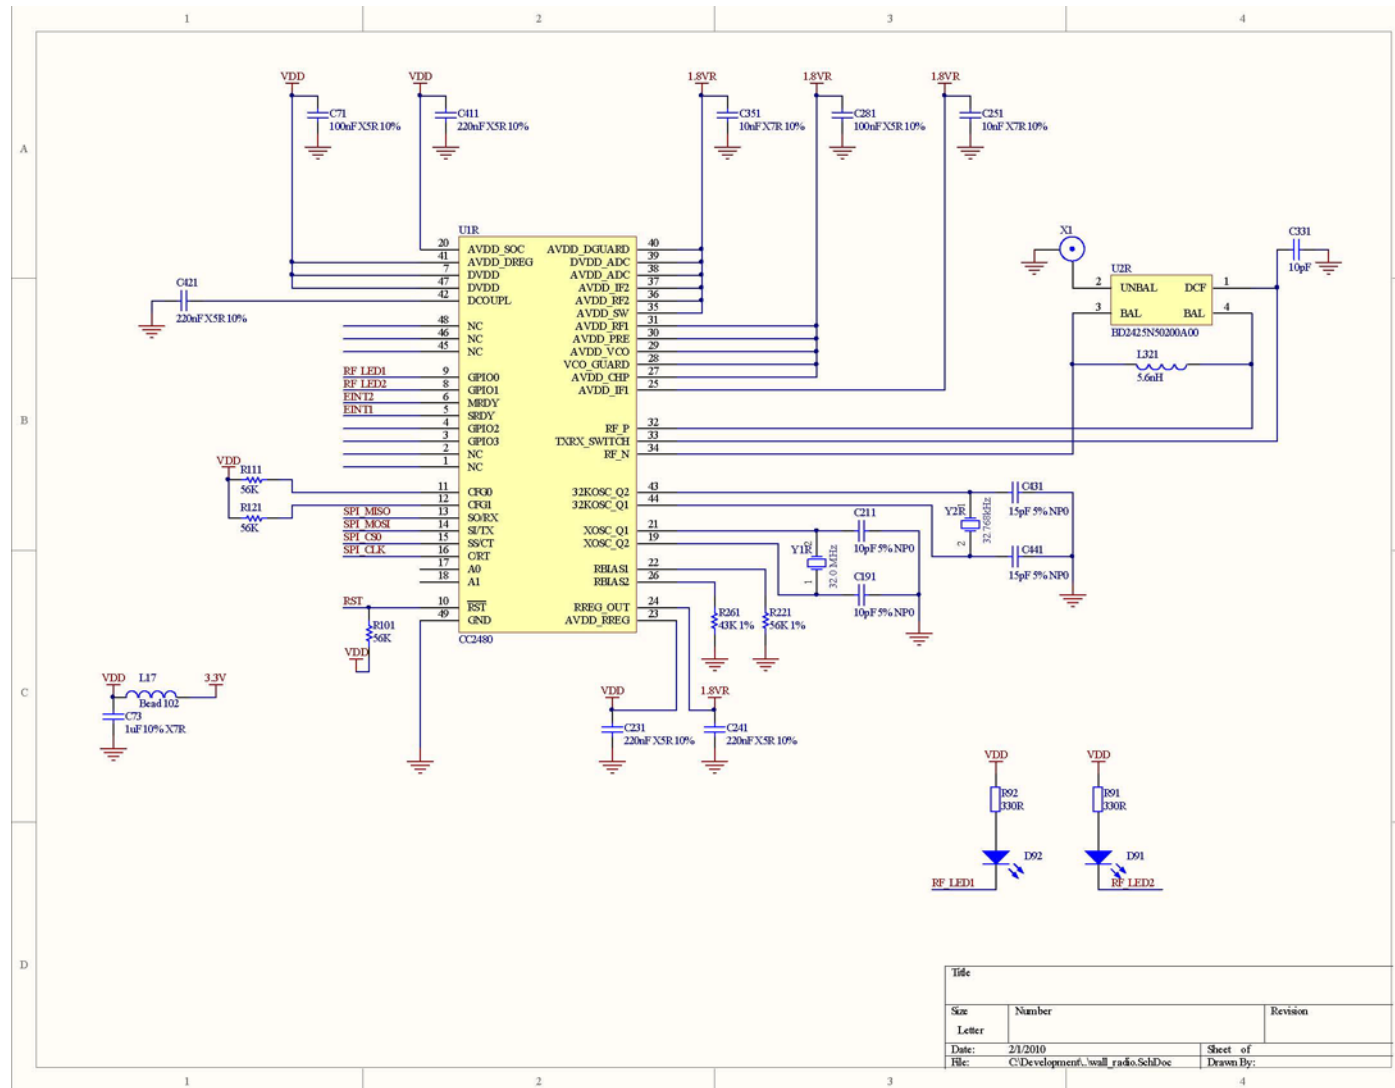 1 2 3 4
VDD VDD 1.8VR 1.8VR 1.8VR
C71
100nF X5R 10%
C411
220nF X5R 10%
C351
10nF X7R 10%
C281
100nF X5R 10%
C251
10nF X7R 10%
A
U1R
20 AVDD_SOC AVDD_DGUARD 40
41 AVDD_DREG DVDD_ADC 39
7 DVDD AVDD_ADC 38
47 DVDD AVDD_IF2 37
42 DCOUPL AVDD_RF2 36
AVDD_SW 35
48 NC AVDD_RF1 31
46 NC AVDD_PRE 30
45 NC AVDD_VCO 29
VCO_GUARD 28
RF_LED1 9 GPIO0 AVDD_CHP 27
RF_LED2 8 GPIO1 AVDD_IF1 25
EINT2 6 MRDY
EINT1 5 SRDY
4 GPIO2 RF_P 32
3 GPIO3 TXRX_SWITCH 33
2 NC RF_N 34
1 NC
11 CFG0 32KOSC_Q2 43
12 CFG1 32KOSC_Q1 44
SPI_MISO 13 SO/RX
SPI_MOSI 14 SI/TX XOSC_Q1 21
SPI_CS0 15 SS/CT XOSC_Q2 19
SPI_CLK 16 C/RT
17 A0 RBIAS1 22
18 A1 RBIAS2 26
RST 10 RST RREG_OUT 24
49 GND AVDD_RREG 23
CC2480
C421
220nF X5R 10%
X1
C331
10pF
U2R
2 UNBAL DCF 1
3 BAL BAL 4
BD2425N50200A00
L321
5.6nH
B
VDD
R111
56K
R121
56K
C431
15pF 5% NP0
Y2R
1
2
32.768kHz
C441
15pF 5% NP0
C211
10pF 5% NP0
Y1R
2
1
32.0 MHz
C191
10pF 5% NP0
R101
56K
VDD
R261
43K 1%
R221
56K 1%
C
VDD L17 3.3V
Bead 102
C73
1uF 10% X7R
VDD 1.8VR
C231
220nF X5R 10%
C241
220nF X5R 10%
VDD VDD
R92
330R
R91
330R
D92 D91
RF_LED1 RF_LED2
D
Title
Size Number Revision
Letter
Date: 2/1/2010 Sheet of
File: C:\Development\..\wall_radio.SchDoc Drawn By:
1 2 3 4